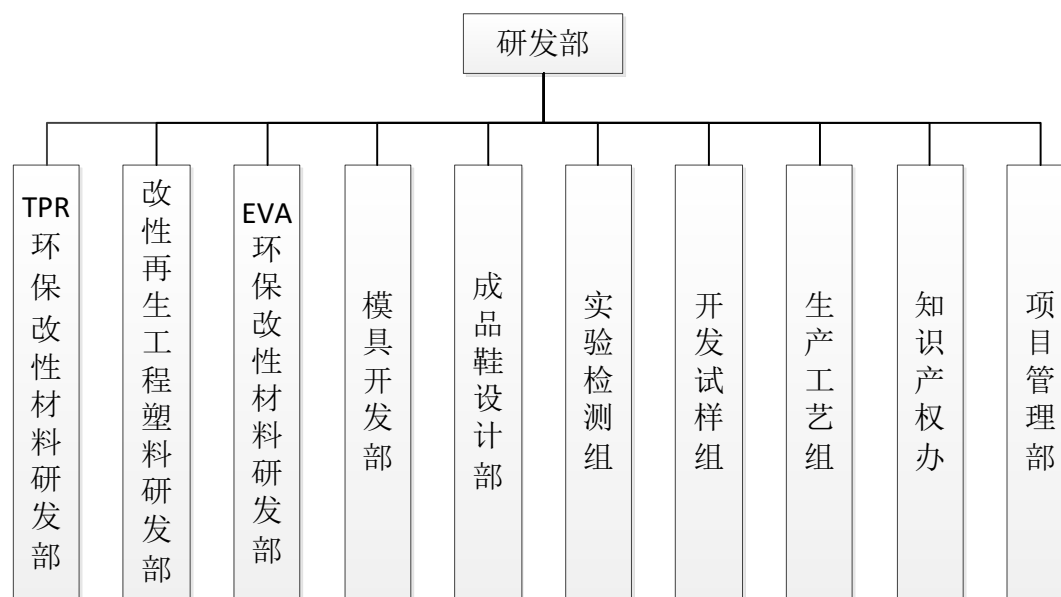 研发部
TPR环保改性材料研发部
改性再生工程塑料研发部
EVA环保改性材料研发部
模具开发部
成品鞋设计部
实验检测组
开发试样组
生产工艺组
知识产权办
项目管理部